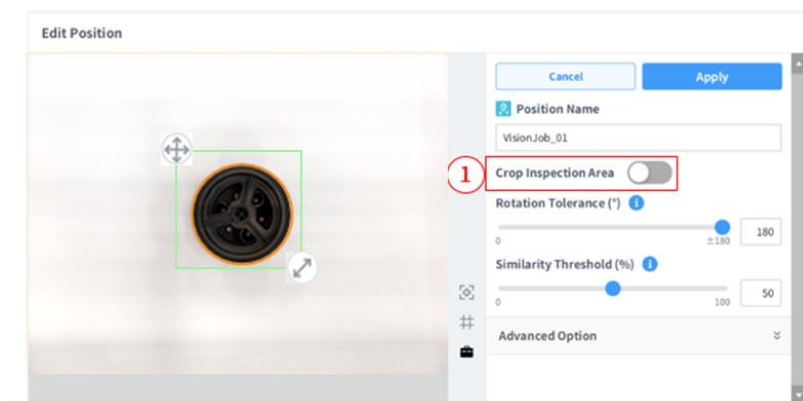 Edit Position
Cancel
Apply
Position Name
VisionJob_01
1
Crop Inspection Area
Rotation Tolerance (°)
0
±180
180
Similarity Threshold (%)
0
100
50
Advanced Option